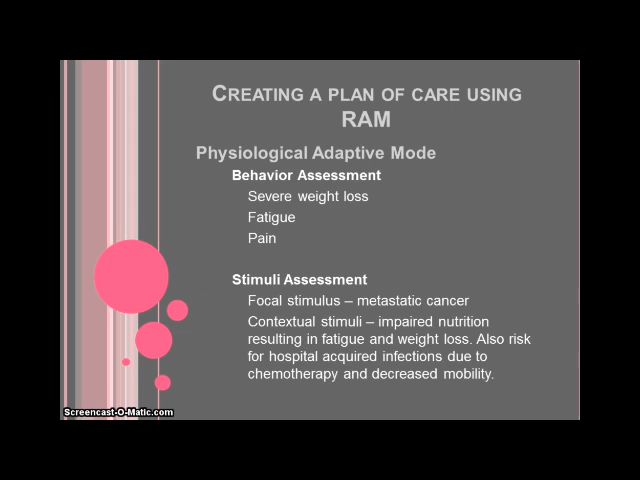 CREATING A PLAN OF CARE USING
RAM
Physiological Adaptive Mode
Behavior Assessment
Severe weight loss
Fatigue
Pain
Stimuli Assessment
Focal stimulus – metastatic cancer
Contextual stimuli – impaired nutrition
resulting in fatigue and weight loss. Also risk
for hospital acquired infections due to
chemotherapy and decreased mobility.
Screencast-O-Matic.com